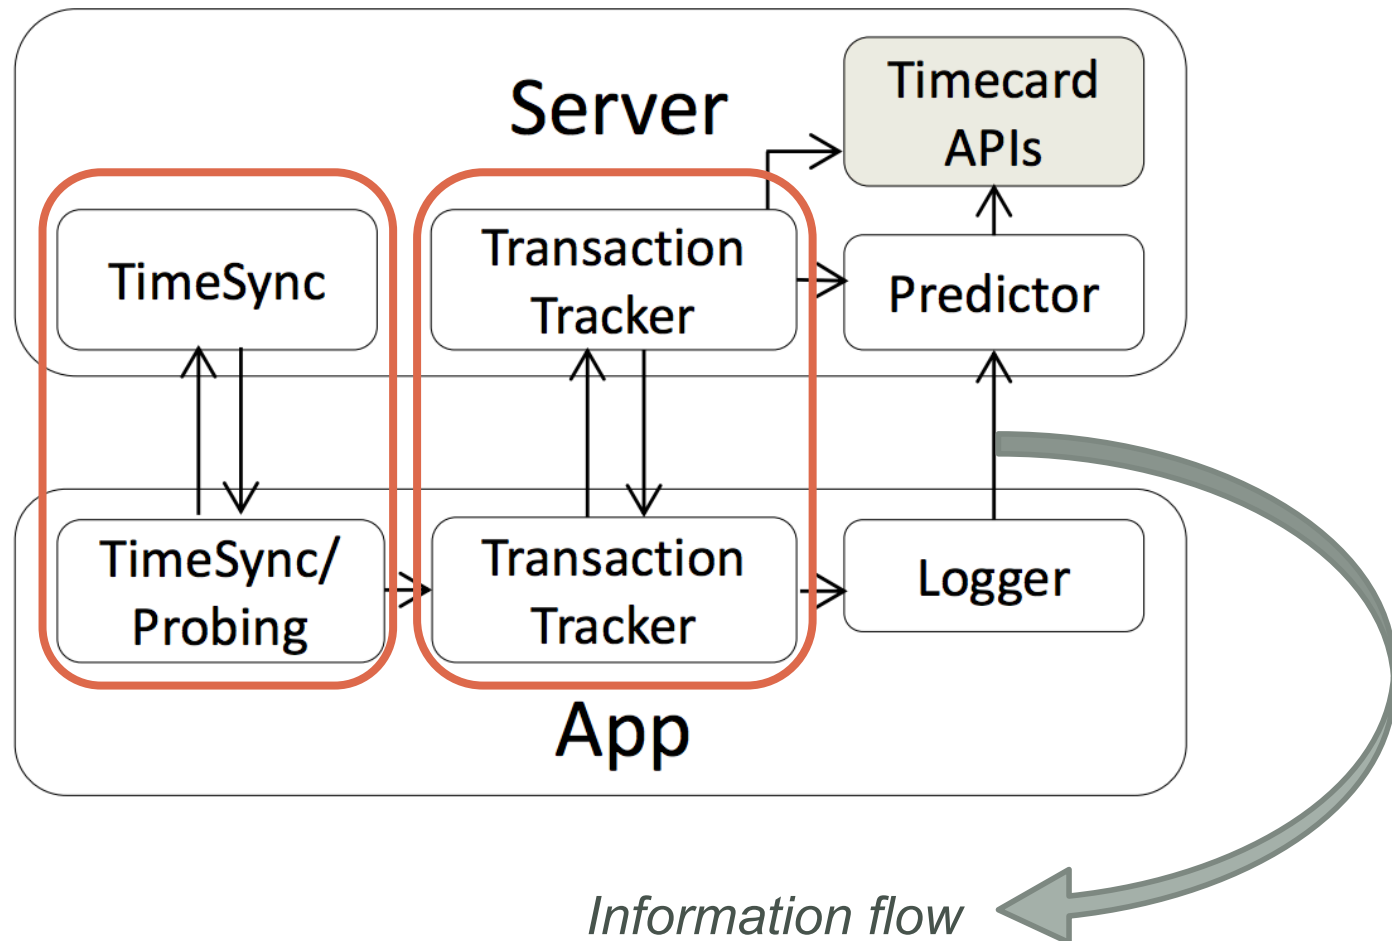 Server
Timecard
APIs
TimeSync
Transaction
Tracker
Predictor
TimeSync/
Probing
Transaction
Tracker
Logger
App
Information flow